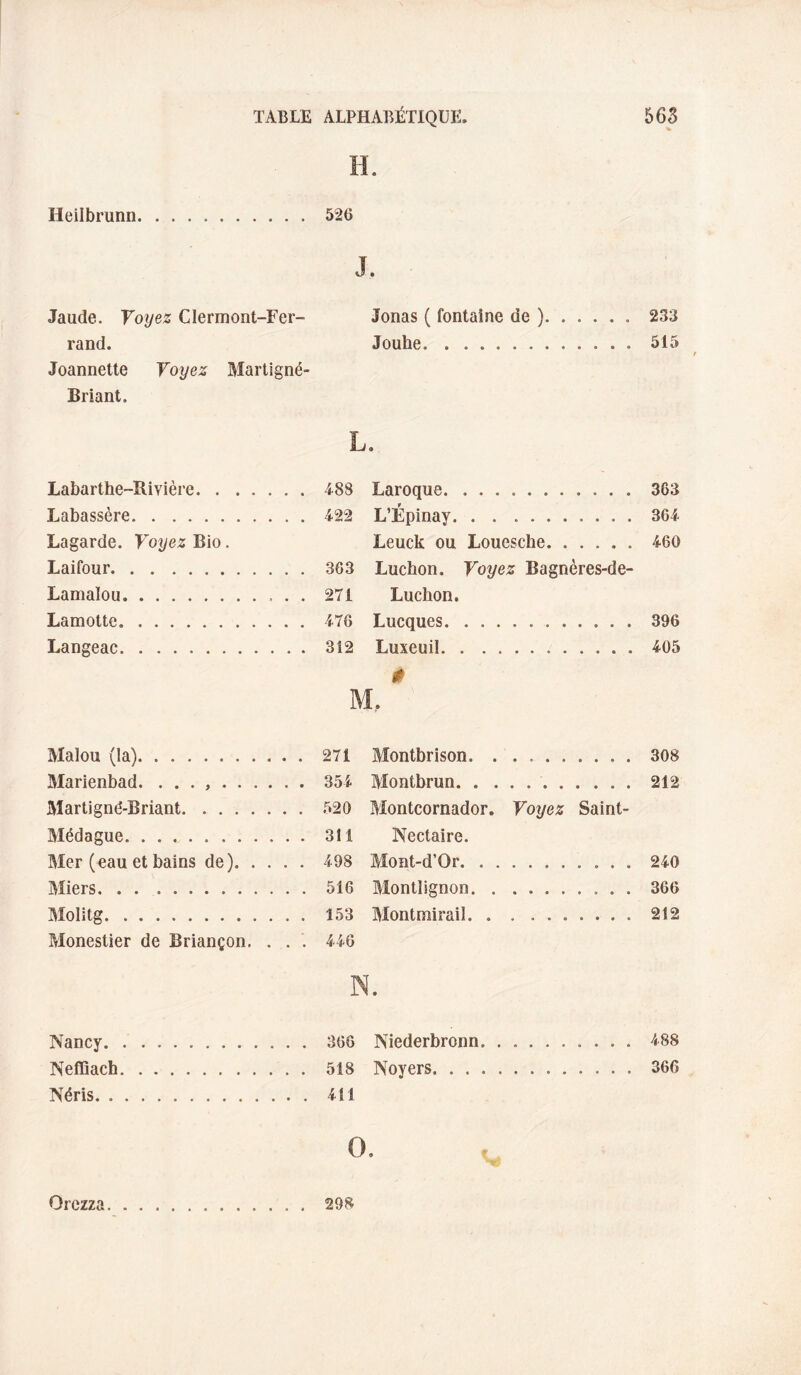 TABLE ALPHABÉTIQUE. 563
H.
Heilbrunn. . . . . . . . . . . 526
J.
Jaude. Voyez Clermont-Fer-
rand.
Joannette Voyez Martigné-
Briant.
Jonas ( fontaine de ). . . . . . 233
Jouhe. . . . . . . . . . . . . 515
L.
Labarthe-Rivière. . . . . . . 488
Labassère. . . . . . . . . . . 422
Lagarde. Voyez Bio.
Laifour. . . . . . . . . . . . 363
Lamalou. . . . . . . . . . . . 271
Lamotte. . . . . . . . . . . . 476
Langeac. . . . . . . . . . . . 312
Laroque. . . . . . . . . . . . 363
L'Épinay. . . . . . . . . . . 364
Leuck ou Louesche. . . . . . 460
Luchon. Voyez Bagnères-de-
Luchon.
Lucques. . . . . . . . . . . . 396
Luxeuil. . . . . . . . . . . . 405
M.
Malou (la). . . . . . . . . . . 271
Marienbad. . . . , . . . . . . 354
Martigné-Briant. . . . . . . . 520
Médague. . . . . . . . . . . . 311
Mer (eau et bains de). . . . . 498
Miers. . . . . . . . . . . . . 516
Molitg. . . . . . . . . . . . . 153
Monestier de Briançon. . . . 446
Montbrison. . . . . . . . . . 308
Montbrun. . . . . . . . . . . 212
Montcornador. Voyez Saint-
Nectaire.
Mont-d'Or. . . . . . . . . . . 240
Montlignon. . . . . . . . . . 366
Montmirail. . . . . . . . . . 212
N.
Nancy. . . . . . . . . . . . . 366
Neffiach. . . . . . . . . . . . 518
Néris. . . . . . . . . . . . . . 411
Niederbronn. . . . . . . . . . 488
Noyers. . . . . . . . . . . . . 366
O.
Orezza. . . . . . . . . . . . . 298